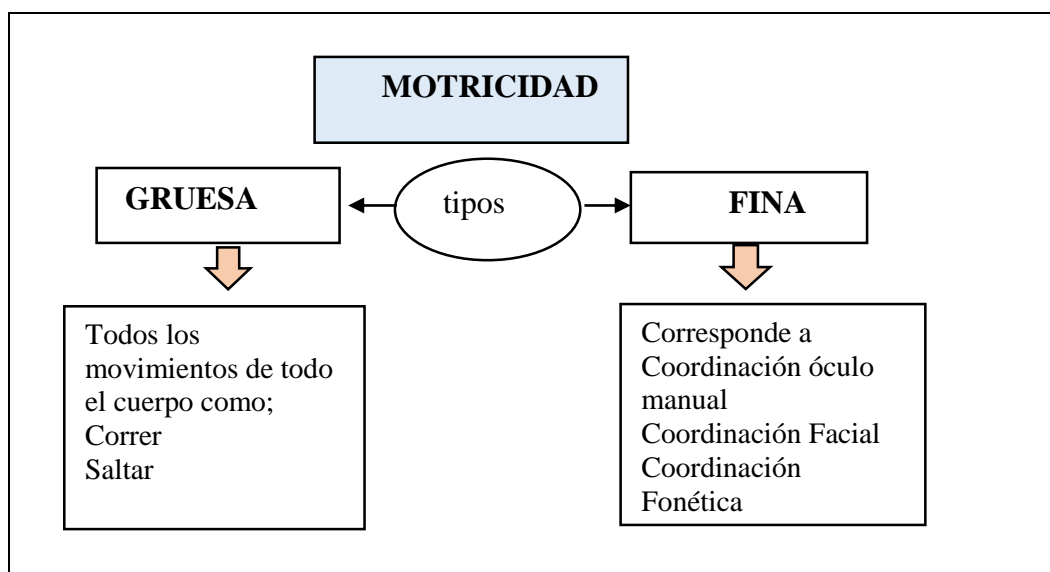 MOTRICIDAD
GRUESA
tipos
FINA
Todos los
movimientos de todo
el cuerpo como;
Correr
Saltar
Corresponde a
Coordinación óculo
manual
Coordinación Facial
Coordinación
Fonética